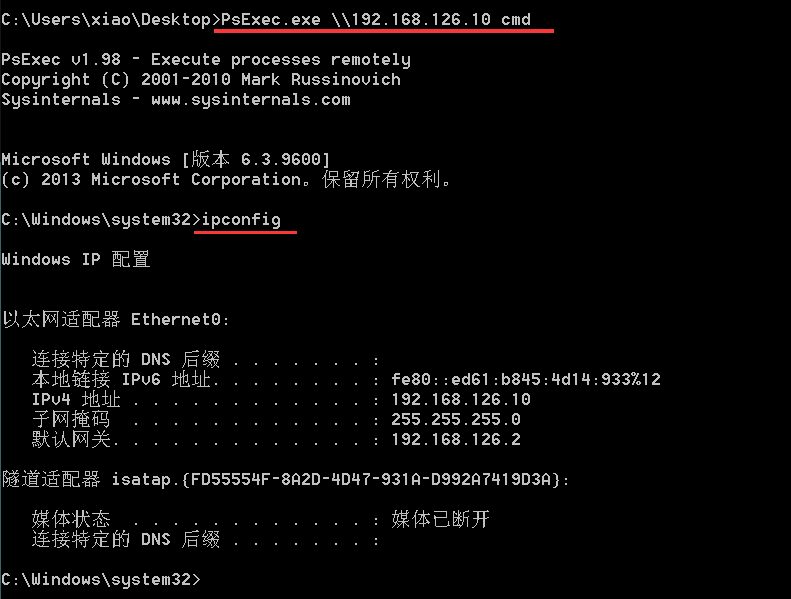 C:\Users\xiao\Desktop>PsExec.exe \\192.168.126.10 cmd
PsExec v1.98 - Execute processes remotely
Copyright (C) 2001-2010 Mark Russinovich
Sysinternals - www.sysinternals.com
Microsoft Windows [版本 6.3.9600]
(c) 2013 Microsoft Corporation。保留所有权利。
C:\Windows\system32>ipconfig
Windows IP 配置
以太网适配器 Ethernet0:
连接特定的 DNS 后缀 . . . . . . . :
本地链接 IPv6 地址. . . . . . . . : fe80::ed61:b845:4d14:933%12
IPv4 地址 . . . . . . . . . . . . : 192.168.126.10
子网掩码 . . . . . . . . . . . . : 255.255.255.0
默认网关. . . . . . . . . . . . . : 192.168.126.2
隧道适配器 isatap.{FD55554F-8A2D-4D47-931A-D992A7419D3A}:
媒体状态 . . . . . . . . . . . . : 媒体已断开
连接特定的 DNS 后缀 . . . . . . . :
C:\Windows\system32>